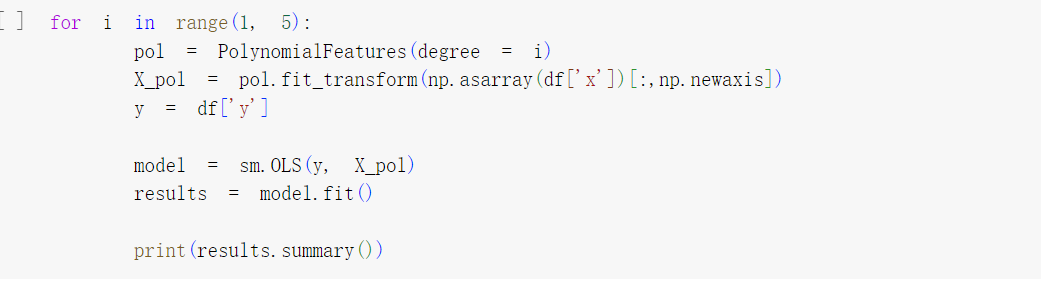 [ ] for i in range(1, 5):
pol = PolynomialFeatures(degree = i)
X_pol = pol.fit_transform(np.asarray(df['x'])[:,np.newaxis])
y = df['y']
model = sm.OLS(y, X_pol)
results = model.fit()
print(results.summary())